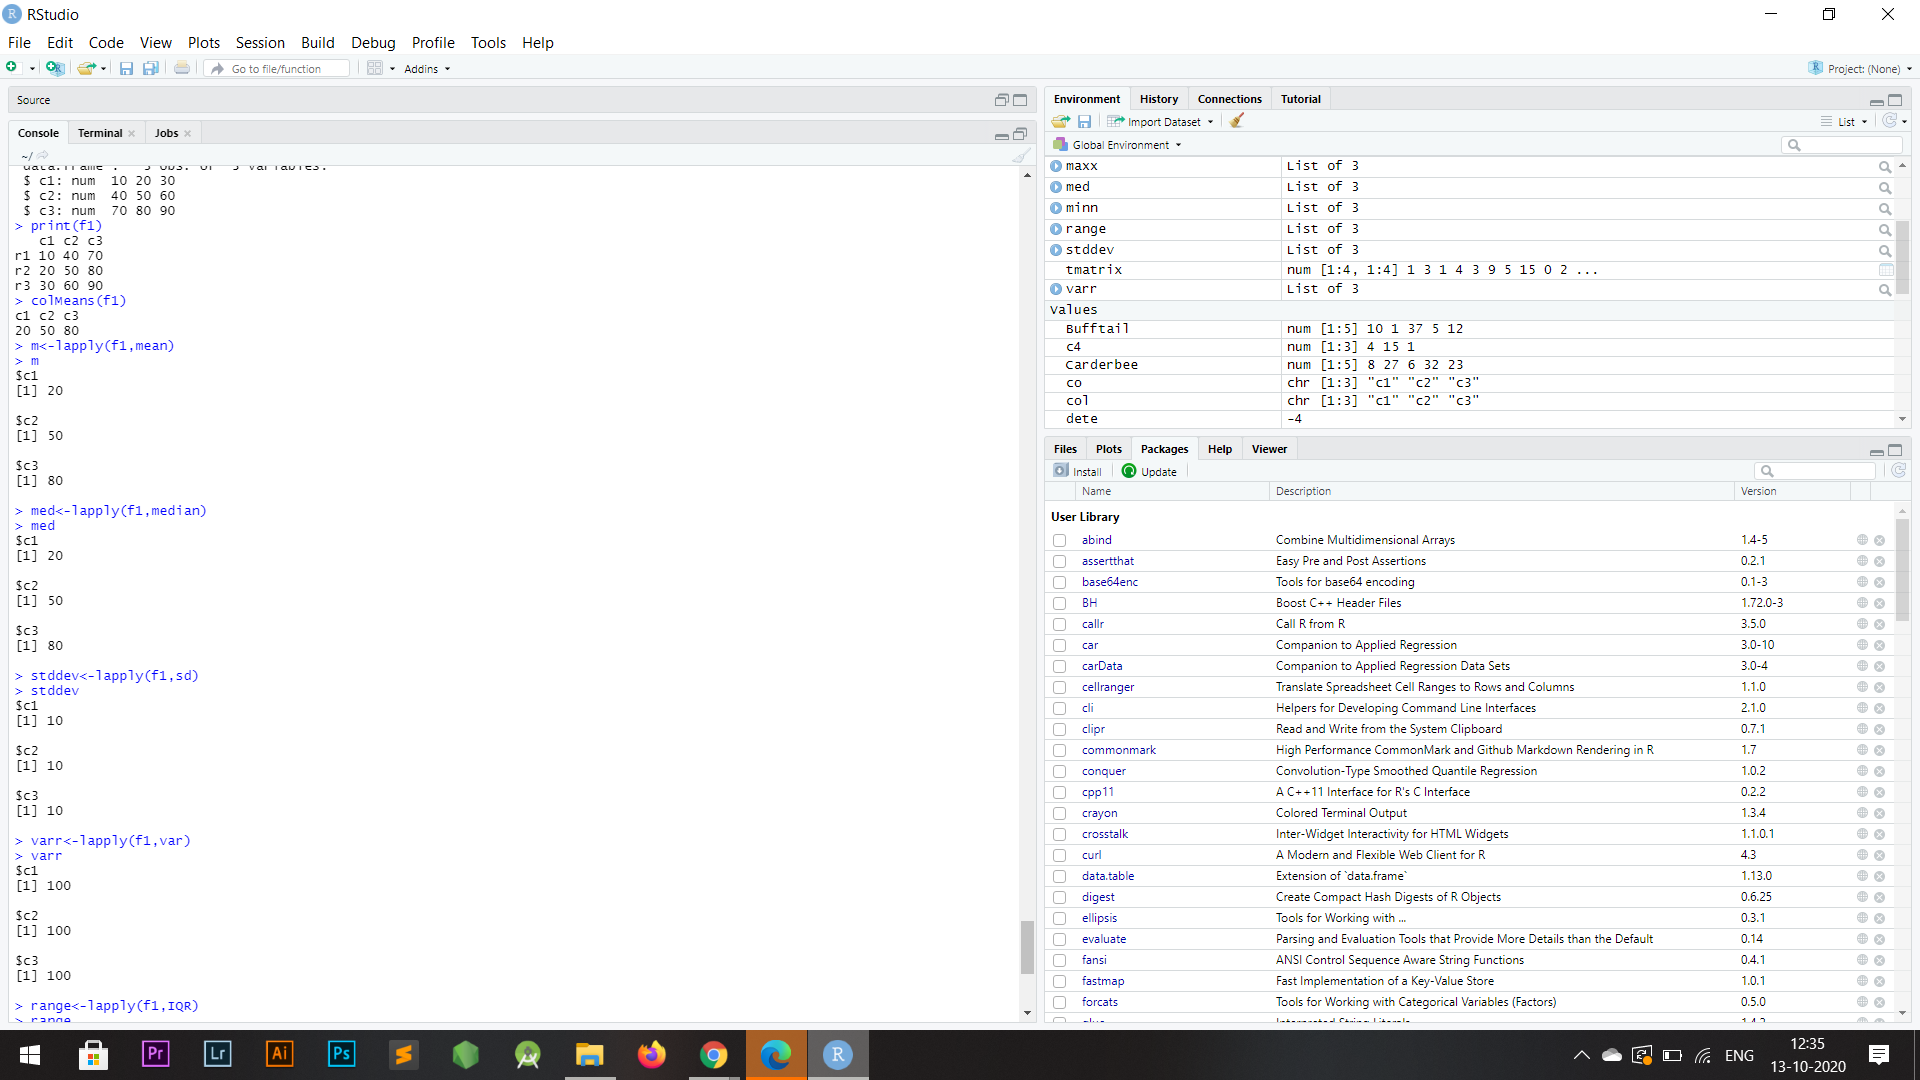 RStudio
File Edit Code View Plots Session Build Debug Profile Tools Help
Go to file/function Addins Project: (None)
Source
Console Terminal Jobs
~/
data.frame : 3 obs. of 3 variables:
$ c1: num 10 20 30
$ c2: num 40 50 60
$ c3: num 70 80 90
> print(f1)
c1 c2 c3
r1 10 40 70
r2 20 50 80
r3 30 60 90
> colMeans(f1)
c1 c2 c3
20 50 80
> m<-lapply(f1,mean)
> m
$c1
[1] 20
$c2
[1] 50
$c3
[1] 80
> med<-lapply(f1,median)
> med
$c1
[1] 20
$c2
[1] 50
$c3
[1] 80
> stddev<-lapply(f1,sd)
> stddev
$c1
[1] 10
$c2
[1] 10
$c3
[1] 10
> varr<-lapply(f1,var)
> varr
$c1
[1] 100
$c2
[1] 100
$c3
[1] 100
> range<-lapply(f1,IQR)
> range
Environment History Connections Tutorial
Import Dataset List
Global Environment
maxx List of 3
med List of 3
minn List of 3
range List of 3
stddev List of 3
tmatrix num [1:4, 1:4] 1 3 1 4 3 9 5 15 0 2 ...
varr List of 3
Values
Bufftail num [1:5] 10 1 37 5 12
c4 num [1:3] 4 15 1
Carderbee num [1:5] 8 27 6 32 23
co chr [1:3] "c1" "c2" "c3"
col chr [1:3] "c1" "c2" "c3"
dete -4
Files Plots Packages Help Viewer
Install Update
Name Description Version
User Library
abind Combine Multidimensional Arrays 1.4-5
assertthat Easy Pre and Post Assertions 0.2.1
base64enc Tools for base64 encoding 0.1-3
BH Boost C++ Header Files 1.72.0-3
callr Call R from R 3.5.0
car Companion to Applied Regression 3.0-10
carData Companion to Applied Regression Data Sets 3.0-4
cellranger Translate Spreadsheet Cell Ranges to Rows and Columns 1.1.0
cli Helpers for Developing Command Line Interfaces 2.1.0
clipr Read and Write from the System Clipboard 0.7.1
commonmark High Performance CommonMark and Github Markdown Rendering in R 1.7
conquer Convolution-Type Smoothed Quantile Regression 1.0.2
cpp11 A C++11 Interface for R's C Interface 0.2.2
crayon Colored Terminal Output 1.3.4
crosstalk Inter-Widget Interactivity for HTML Widgets 1.1.0.1
curl A Modern and Flexible Web Client for R 4.3
data.table Extension of `data.frame` 1.13.0
digest Create Compact Hash Digests of R Objects 0.6.25
ellipsis Tools for Working with ... 0.3.1
evaluate Parsing and Evaluation Tools that Provide More Details than the Default 0.14
fansi ANSI Control Sequence Aware String Functions 0.4.1
fastmap Fast Implementation of a Key-Value Store 1.0.1
forcats Tools for Working with Categorical Variables (Factors) 0.5.0
glue Interpreted String Literals 1.4.2
Pr Lr Ai Ps R ENG 12:35
13-10-2020